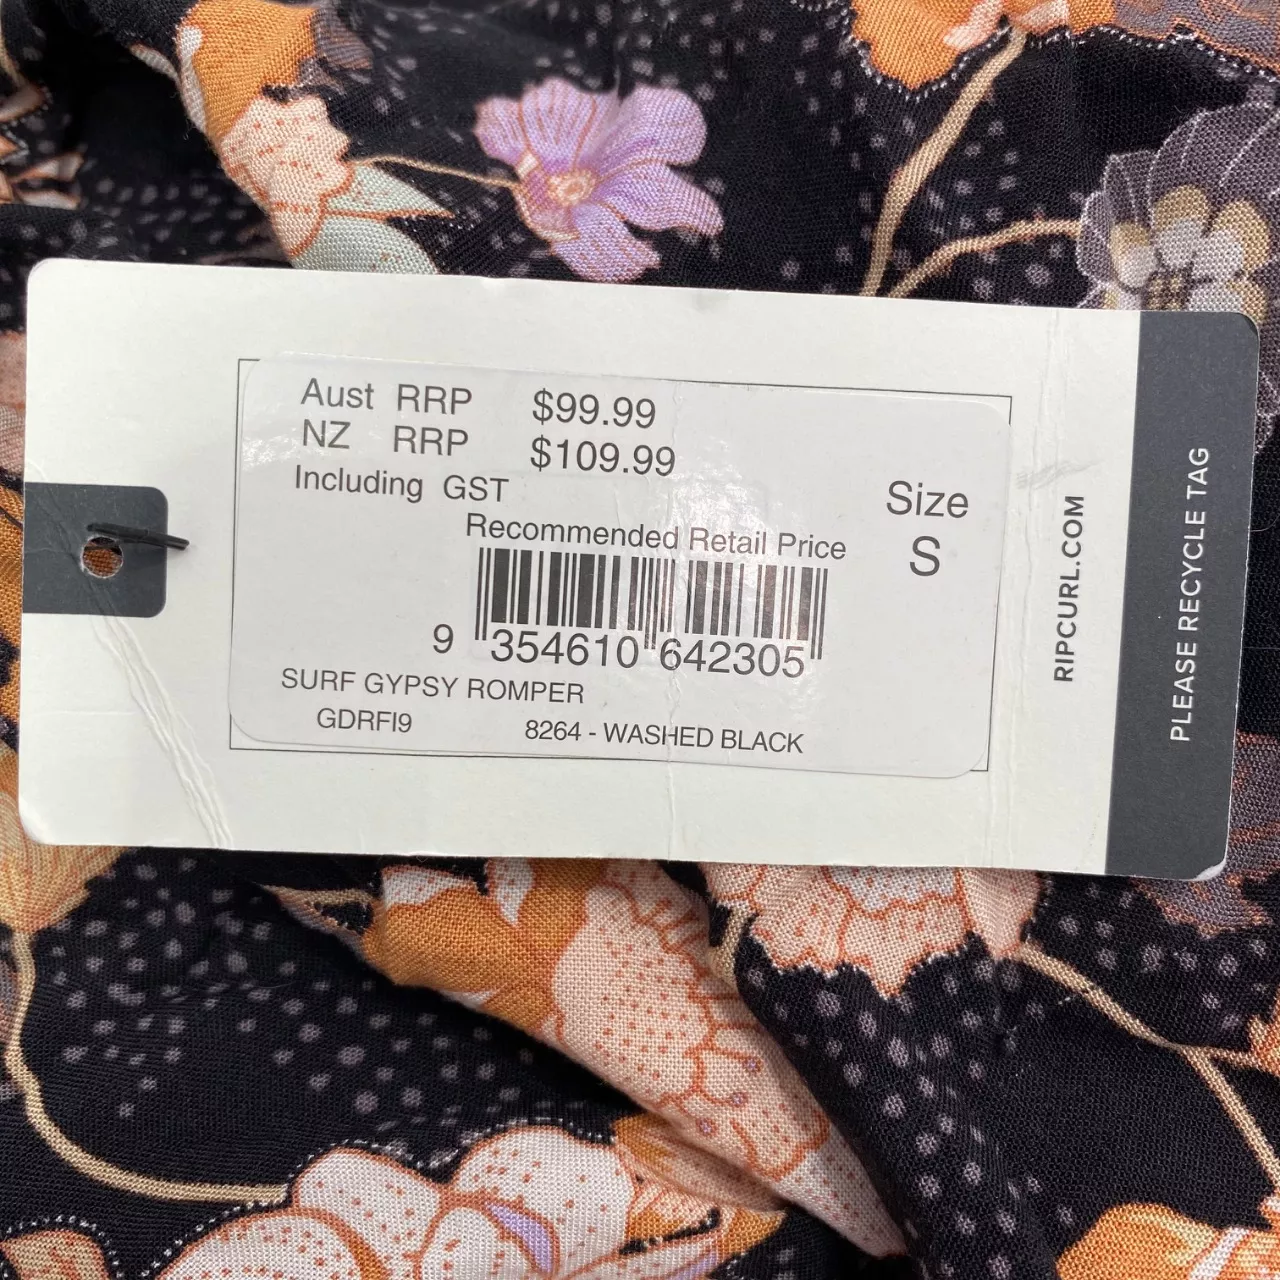 Aust RRP $99.99
NZ RRP $109.99
Including GST
Recommended Retail Price
Size
S
9 354610 642305
SURF GYPSY ROMPER
GDRFI9 8264 - WASHED BLACK
RIPCURL.COM
PLEASE RECYCLE TAG